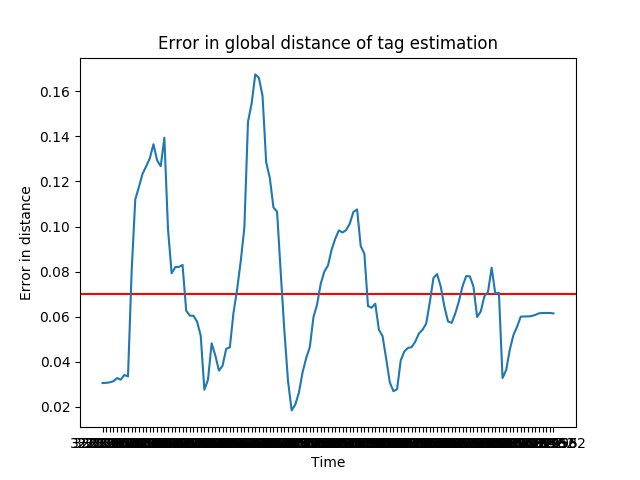 Error in global distance of tag estimation
0.16
0.14
0.12
0.10
0.08
0.06
0.04
0.02
Error in distance
Time